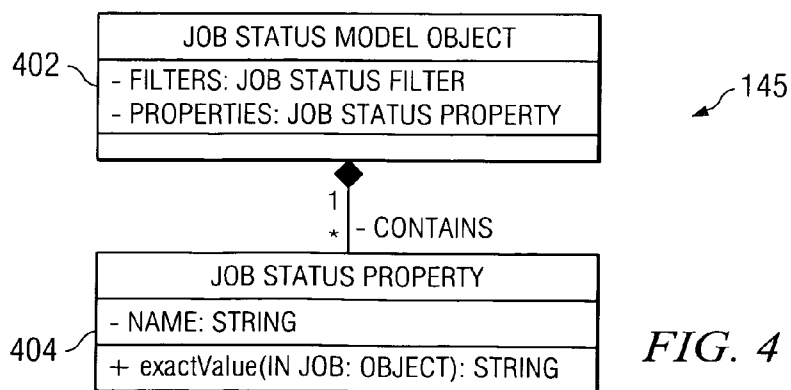 JOB STATUS MODEL OBJECT
402
- FILTERS: JOB STATUS FILTER
- PROPERTIES: JOB STATUS PROPERTY
145
1
*
- CONTAINS
JOB STATUS PROPERTY
- NAME: STRING
404
+ exactValue(IN JOB: OBJECT): STRING
FIG. 4